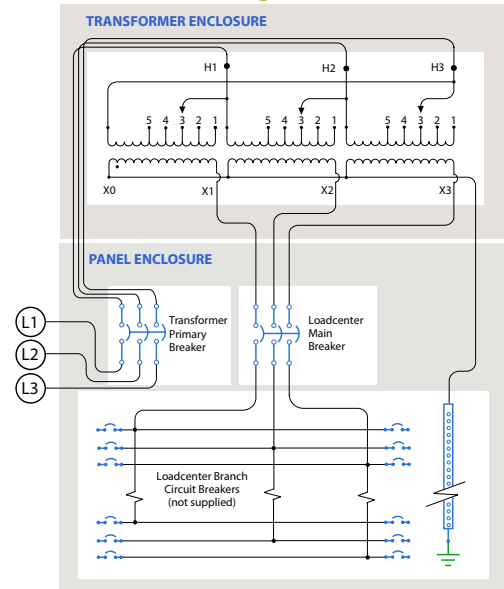 TRANSFORMER ENCLOSURE
H1 H2 H3
5 4 3 2 1 5 4 3 2 1 5 4 3 2 1
X0 X1 X2 X3
PANEL ENCLOSURE
Transformer
Primary
Breaker
Loadcenter
Main
Breaker
L1
L2
L3
Loadcenter Branch
Circuit Breakers
(not supplied)